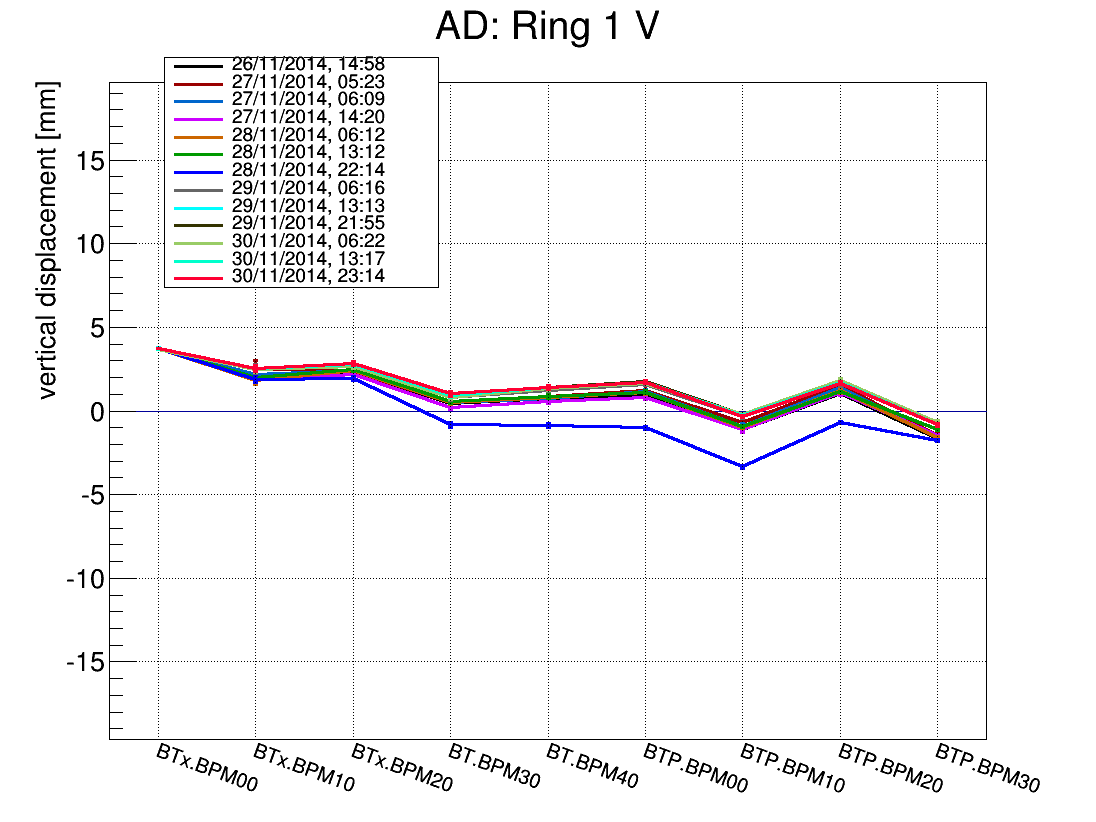 AD: Ring 1 V
vertical displacement [mm]
26/11/2014, 14:58
27/11/2014, 05:23
27/11/2014, 06:09
27/11/2014, 14:20
28/11/2014, 06:12
28/11/2014, 13:12
28/11/2014, 22:14
29/11/2014, 06:16
29/11/2014, 13:13
29/11/2014, 21:55
30/11/2014, 06:22
30/11/2014, 13:17
30/11/2014, 23:14
15
10
5
0
-5
-10
-15
BTx.BPM00
BTx.BPM10
BTx.BPM20
BT.BPM30
BT.BPM40
BTP.BPM00
BTP.BPM10
BTP.BPM20
BTP.BPM30